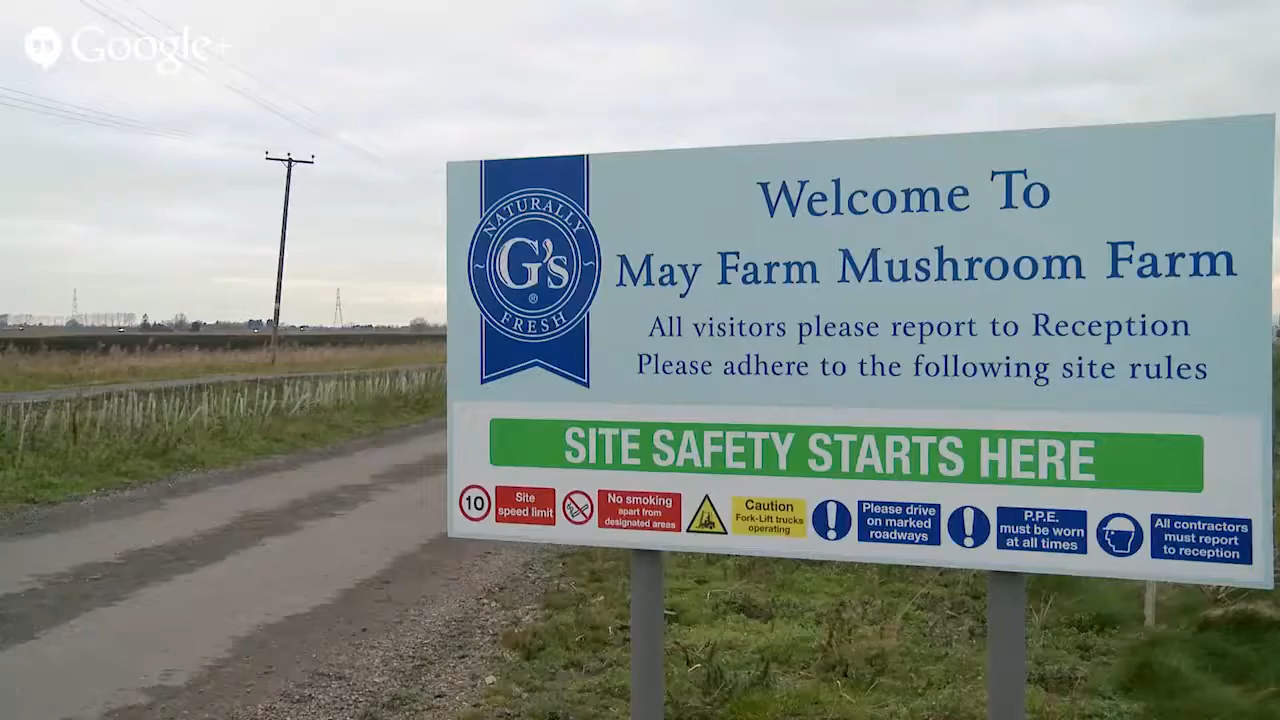 Google+
NATURALLY
G's
®
FRESH
Welcome To
May Farm Mushroom Farm
All visitors please report to Reception
Please adhere to the following site rules
SITE SAFETY STARTS HERE
10
Site
speed limit
No smoking
apart from
designated areas
Caution
Fork-Lift trucks
operating
Please drive
on marked
roadways
P.P.E.
must be worn
at all times
All contractors
must report
to reception